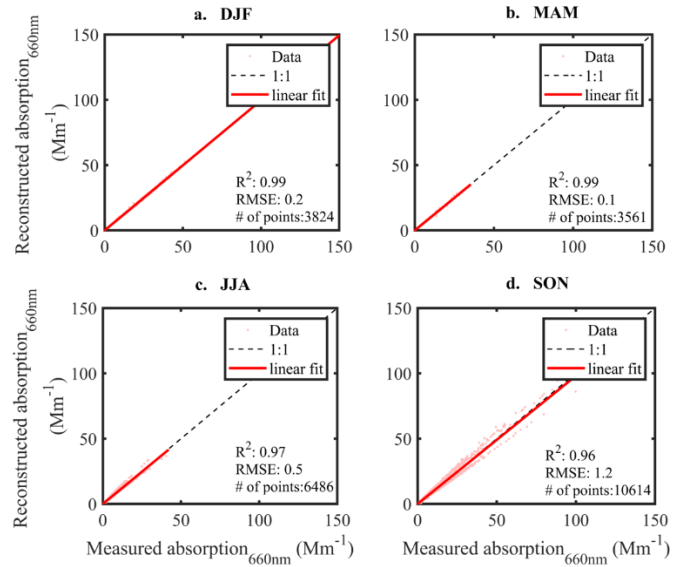 a. DJF
Reconstructed absorption660nm
(Mm-1)
150
100
50
0
0 50 100 150
Data
1:1
linear fit
R2: 0.99
RMSE: 0.2
# of points:3824
b. MAM
150
100
50
0
0 50 100 150
Data
1:1
linear fit
R2: 0.99
RMSE: 0.1
# of points:3561
c. JJA
Reconstructed absorption660nm
(Mm-1)
150
100
50
0
0 50 100 150
Data
1:1
linear fit
R2: 0.97
RMSE: 0.5
# of points:6486
Measured absorption660nm (Mm-1)
d. SON
150
100
50
0
0 50 100 150
Data
1:1
linear fit
R2: 0.96
RMSE: 1.2
# of points:10614
Measured absorption660nm (Mm-1)